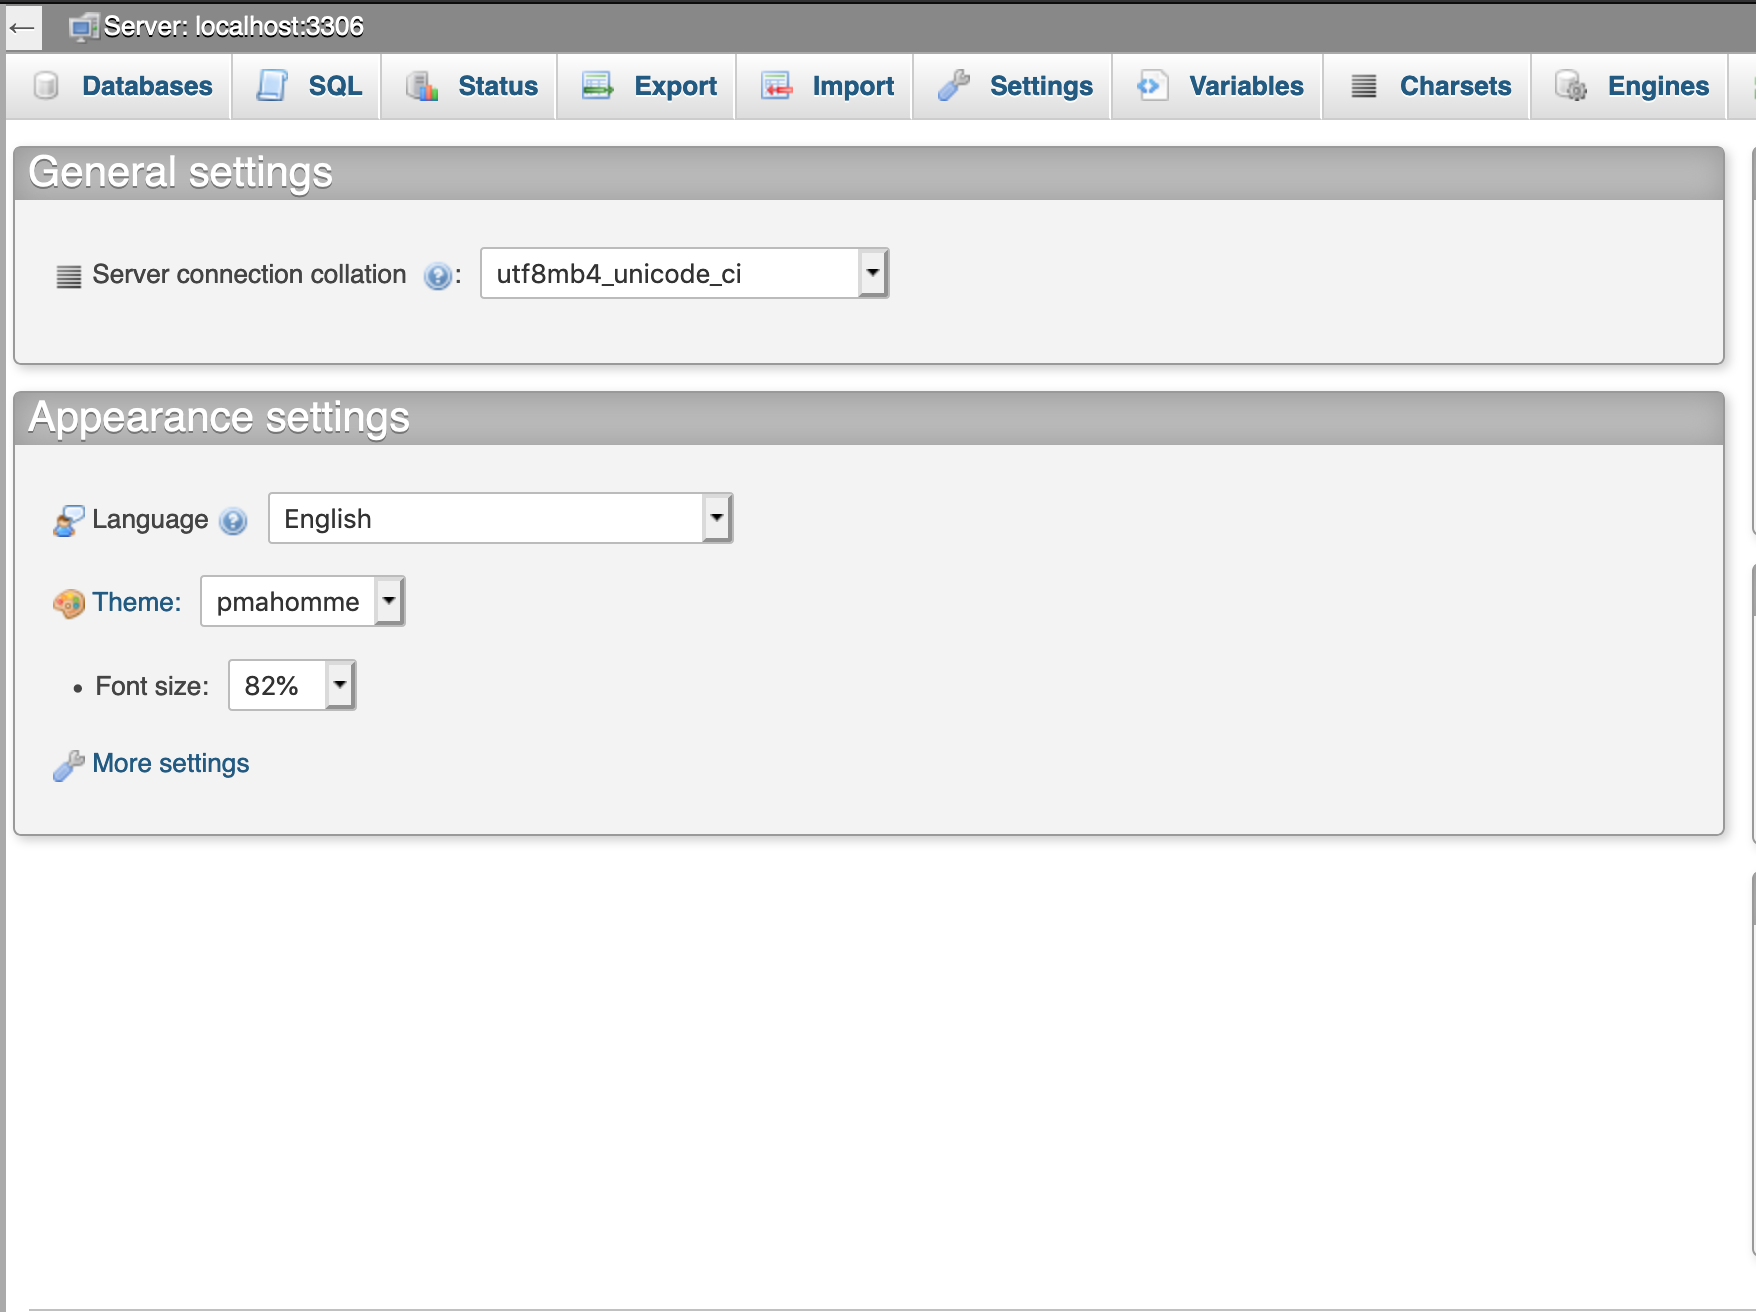 ← Server: localhost:3306
Databases SQL Status Export Import Settings Variables Charsets Engines
General settings
Server connection collation : utf8mb4_unicode_ci
Appearance settings
Language English
Theme: pmahomme
• Font size: 82%
More settings